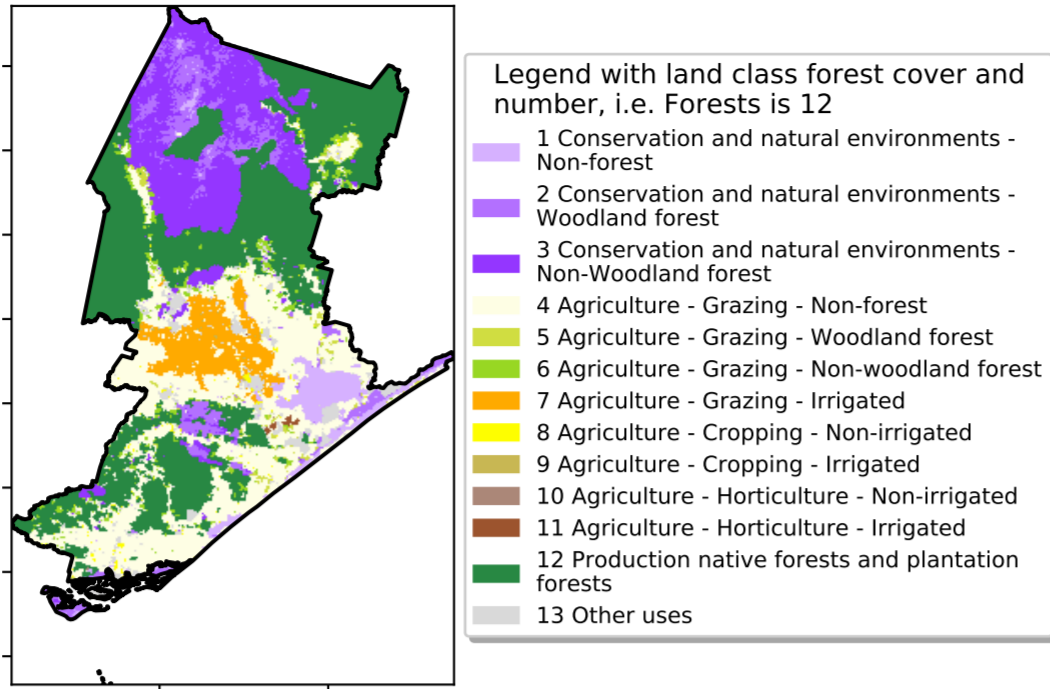 Legend with land class forest cover and
number, i.e. Forests is 12
1 Conservation and natural environments -
Non-forest
2 Conservation and natural environments -
Woodland forest
3 Conservation and natural environments -
Non-Woodland forest
4 Agriculture - Grazing - Non-forest
5 Agriculture - Grazing - Woodland forest
6 Agriculture - Grazing - Non-woodland forest
7 Agriculture - Grazing - Irrigated
8 Agriculture - Cropping - Non-irrigated
9 Agriculture - Cropping - Irrigated
10 Agriculture - Horticulture - Non-irrigated
11 Agriculture - Horticulture - Irrigated
12 Production native forests and plantation
forests
13 Other uses